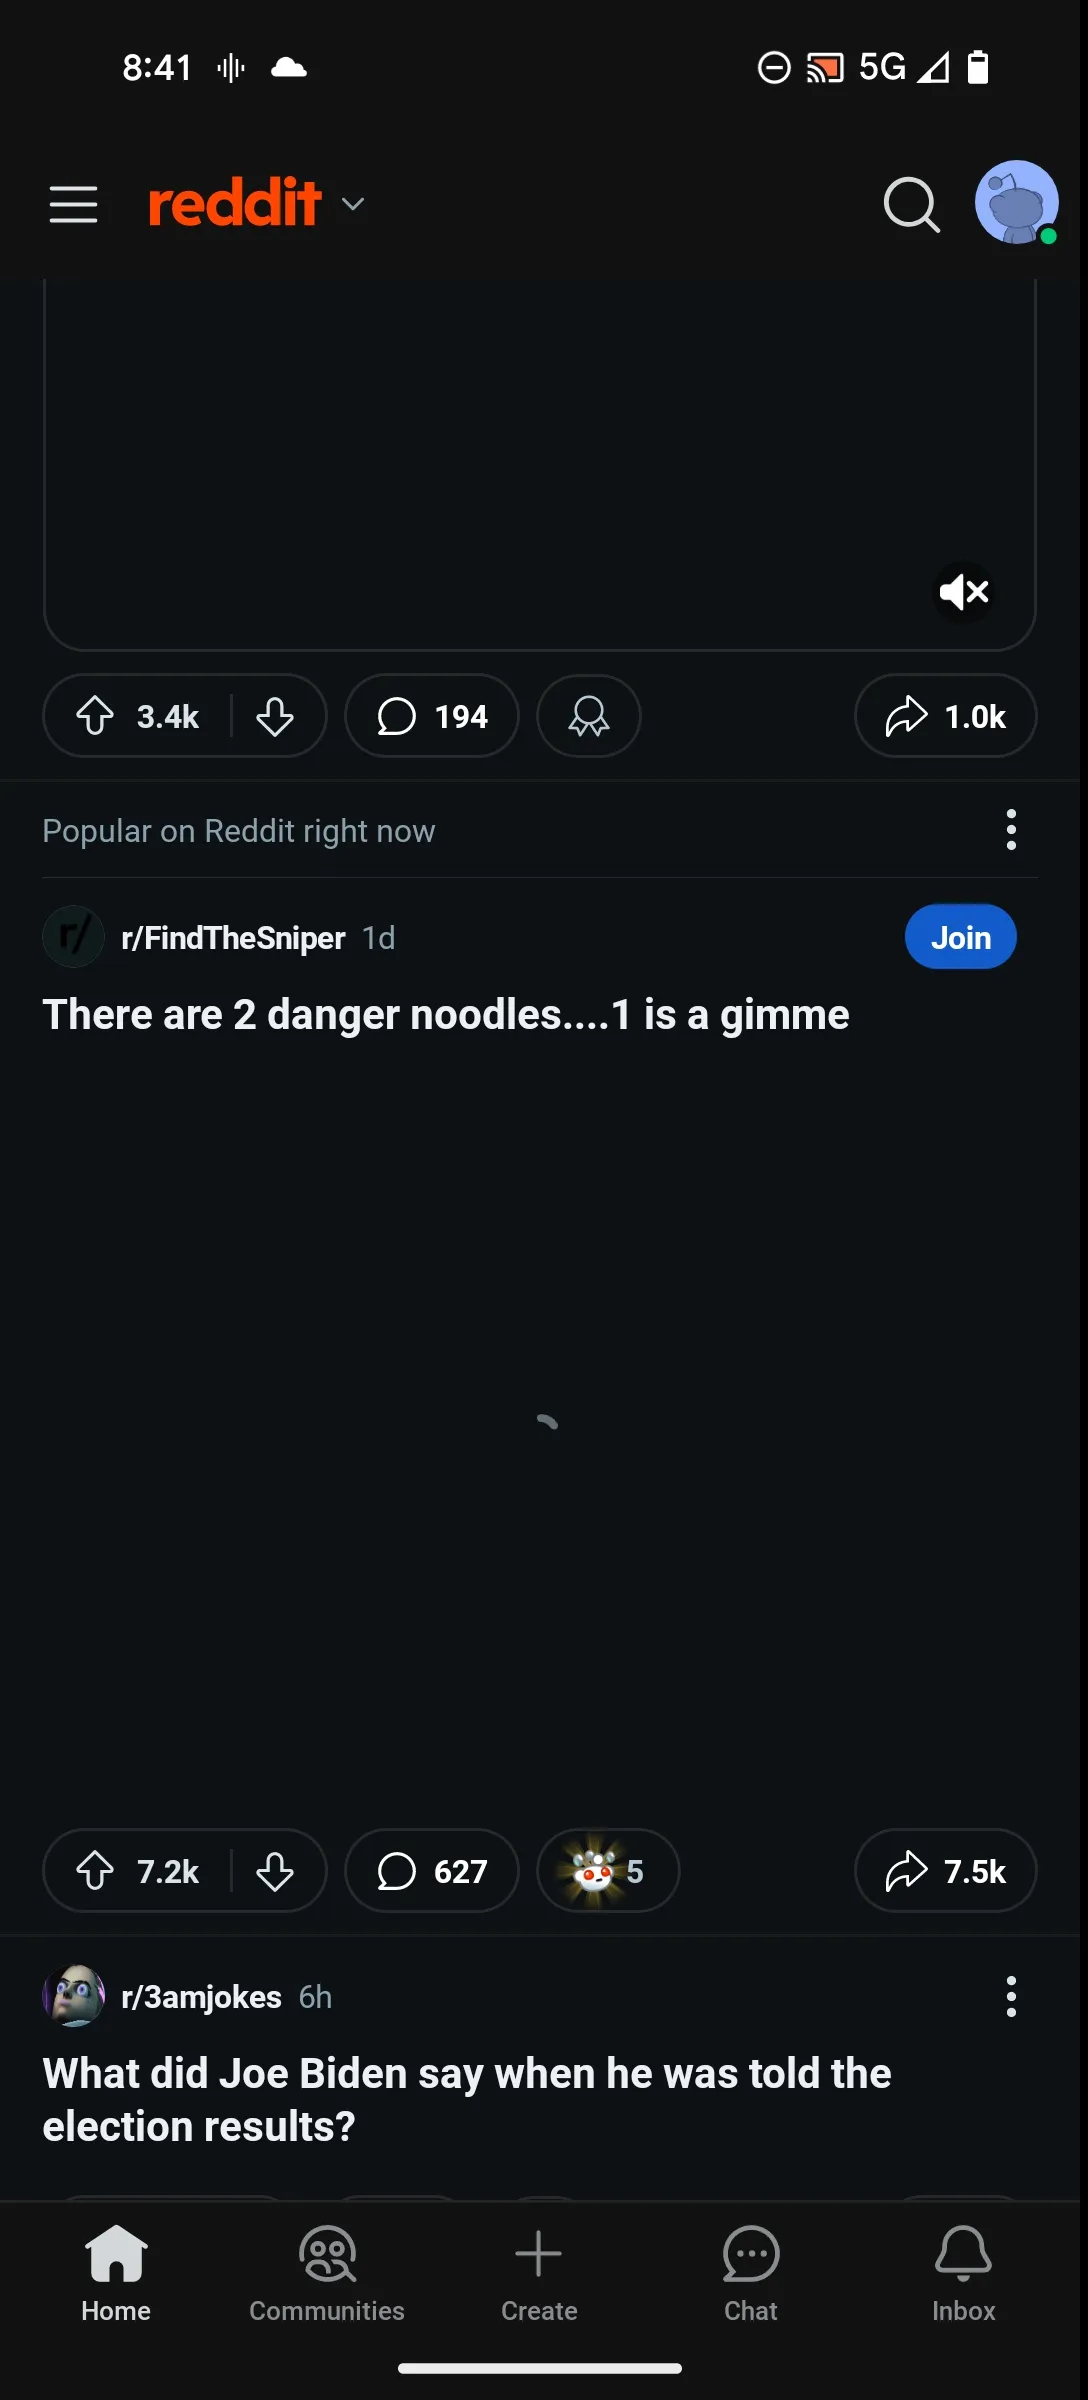 8:41 5G
reddit
3.4k 194 1.0k
Popular on Reddit right now
r/ r/FindTheSniper 1d Join
There are 2 danger noodles....1 is a gimme
7.2k 627 5 7.5k
r/3amjokes 6h
What did Joe Biden say when he was told the
election results?
Home Communities Create Chat Inbox